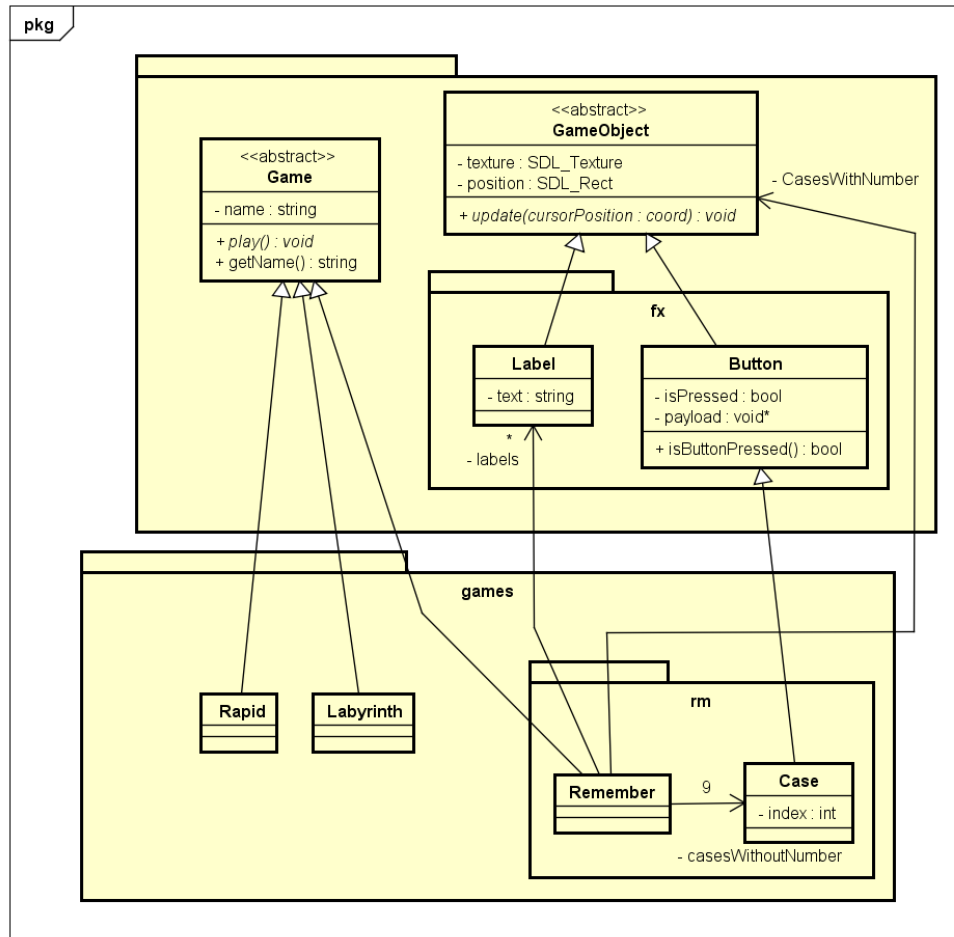 pkg
<<abstract>>
Game
- name : string
+ play() : void
+ getName() : string
<<abstract>>
GameObject
- texture : SDL_Texture
- position : SDL_Rect
+ update(cursorPosition : coord) : void
- CasesWithNumber
fx
Label
- text : string
Button
- isPressed : bool
- payload : void*
+ isButtonPressed() : bool
*
- labels
games
Rapid
Labyrinth
rm
Remember
9
Case
- index : int
- casesWithoutNumber